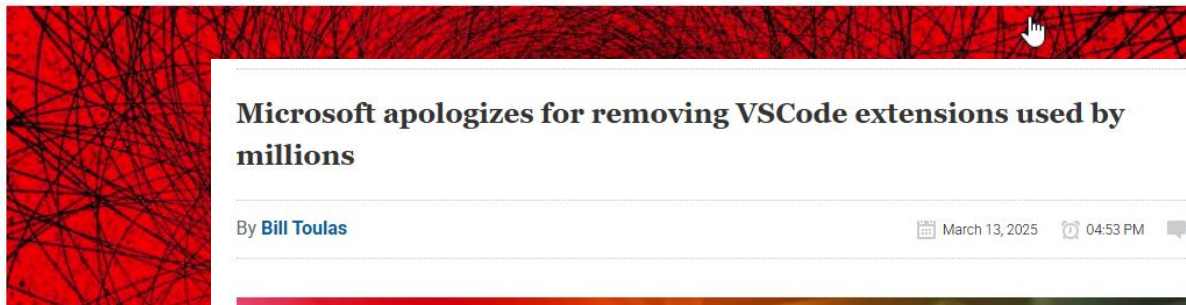 Microsoft apologizes for removing VSCode extensions used by
millions
By Bill Toulas
March 13, 2025 04:53 PM